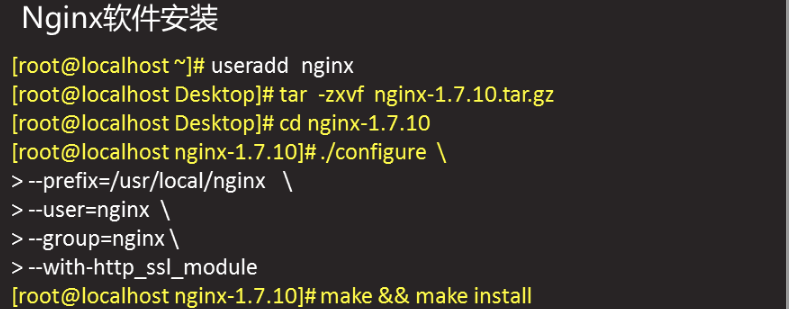 Nginx软件安装
[root@localhost ~]# useradd nginx
[root@localhost Desktop]# tar -zxvf nginx-1.7.10.tar.gz
[root@localhost Desktop]# cd nginx-1.7.10
[root@localhost nginx-1.7.10]# ./configure \
> --prefix=/usr/local/nginx \
> --user=nginx \
> --group=nginx \
> --with-http_ssl_module
[root@localhost nginx-1.7.10]# make && make install